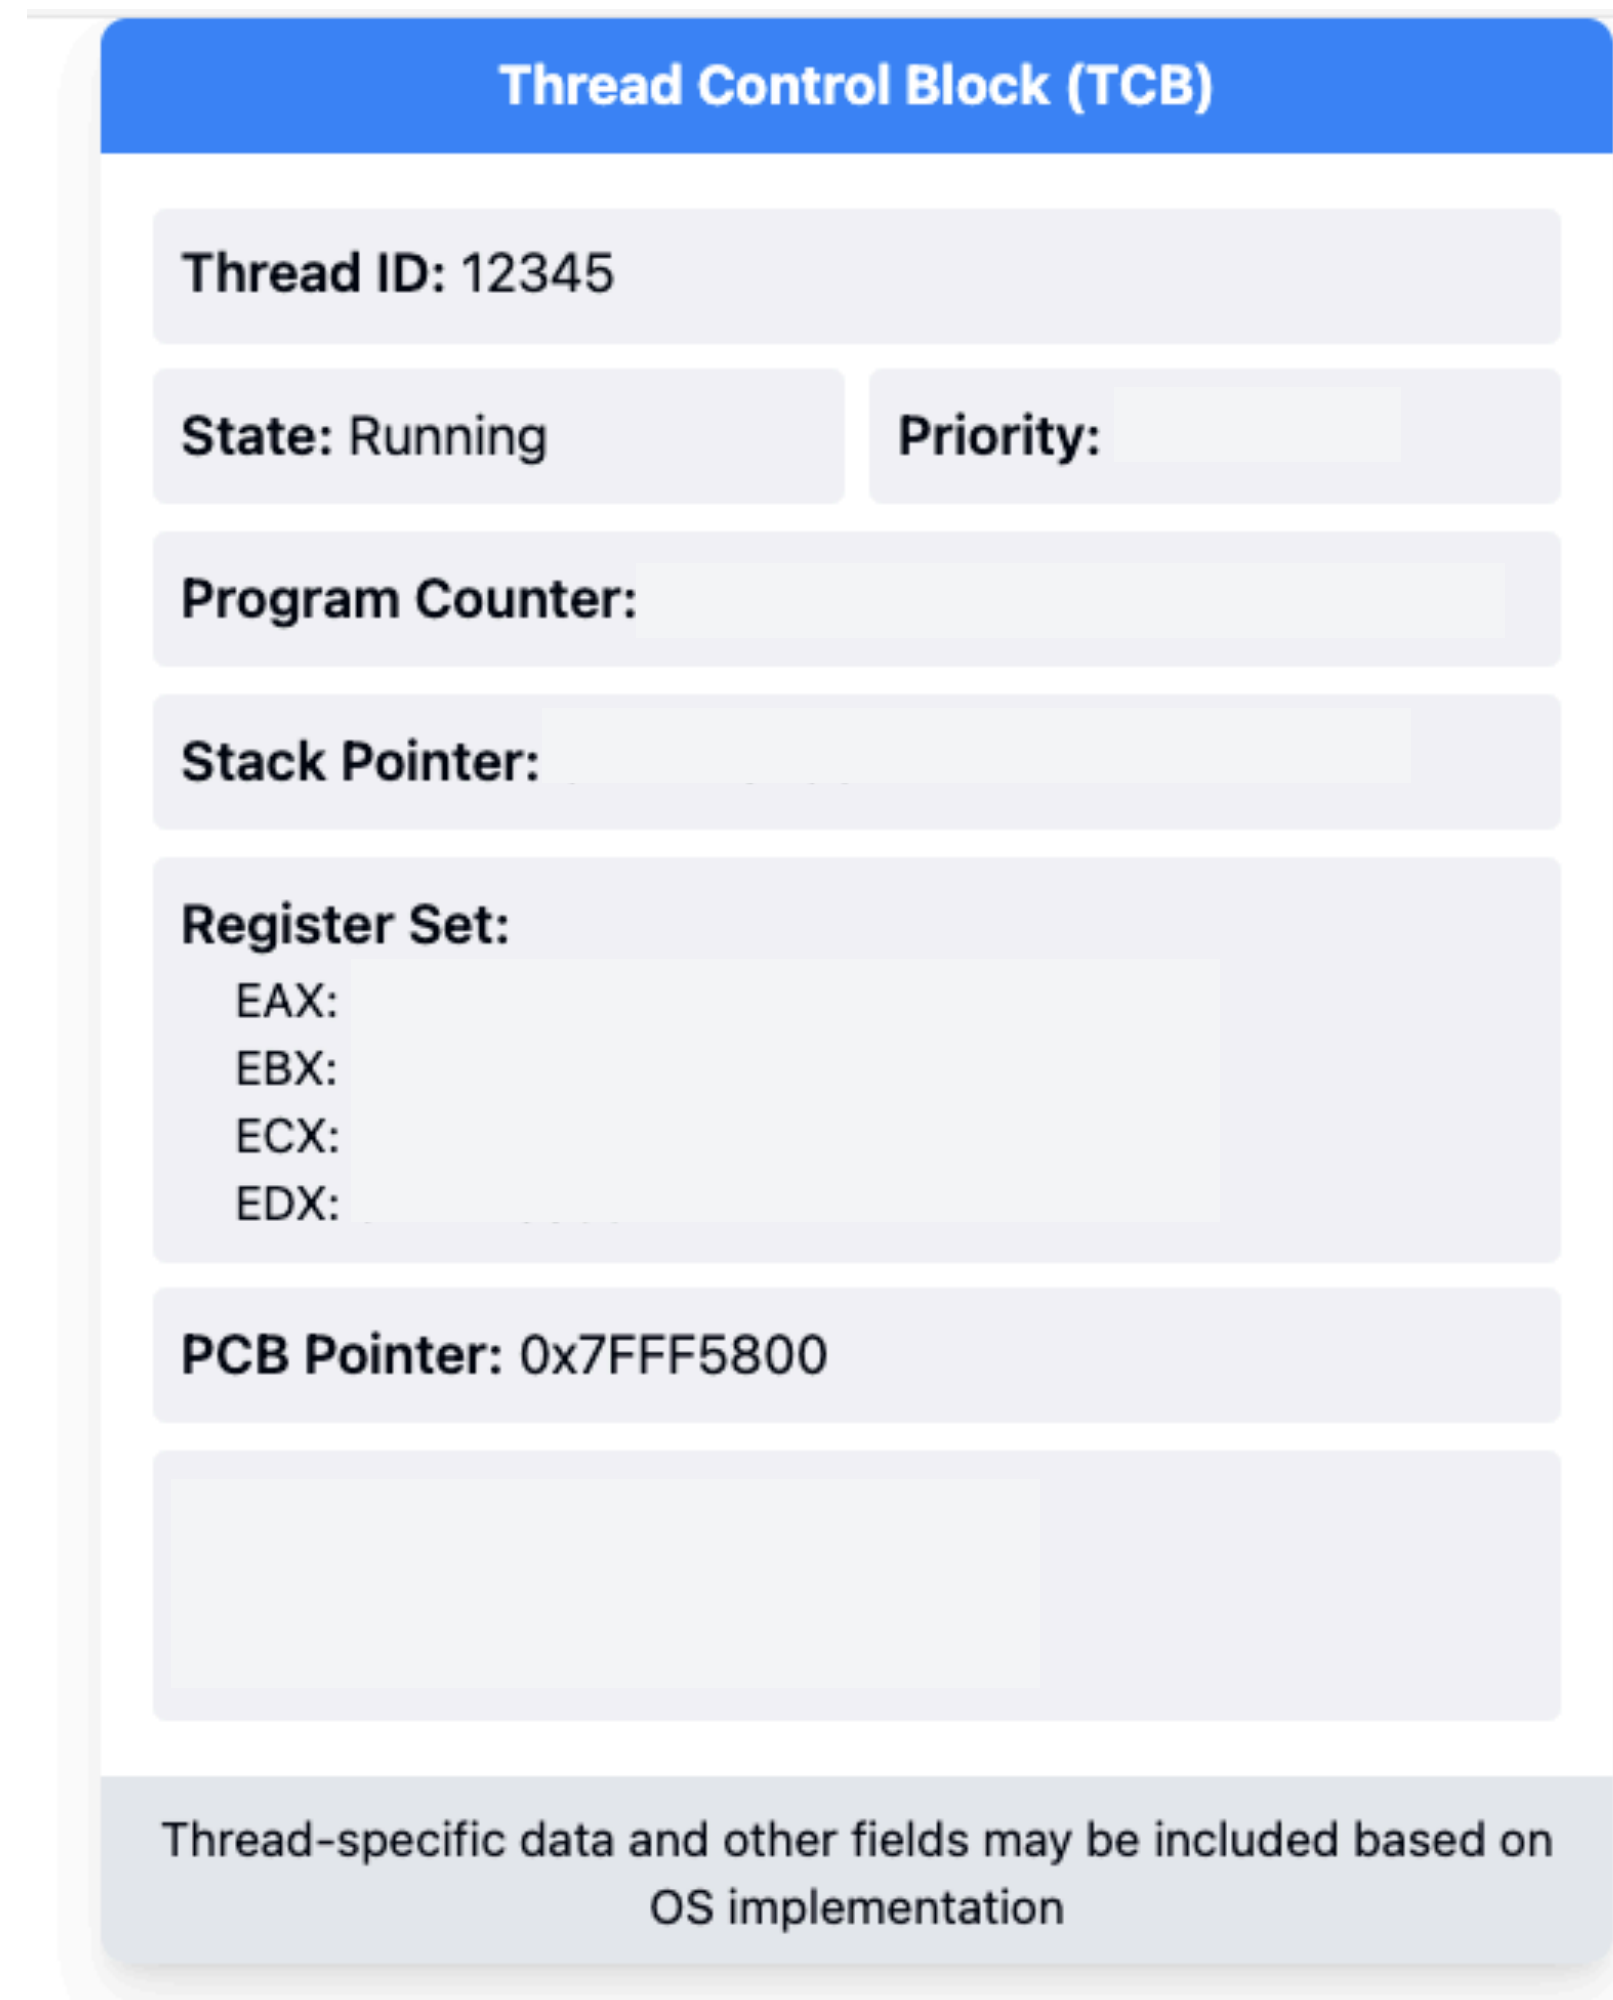 Thread Control Block (TCB)
Thread ID: 12345
State: Running
Priority:
Program Counter:
Stack Pointer:
Register Set:
EAX:
EBX:
ECX:
EDX:
PCB Pointer: 0x7FFF5800
Thread-specific data and other fields may be included based on
OS implementation